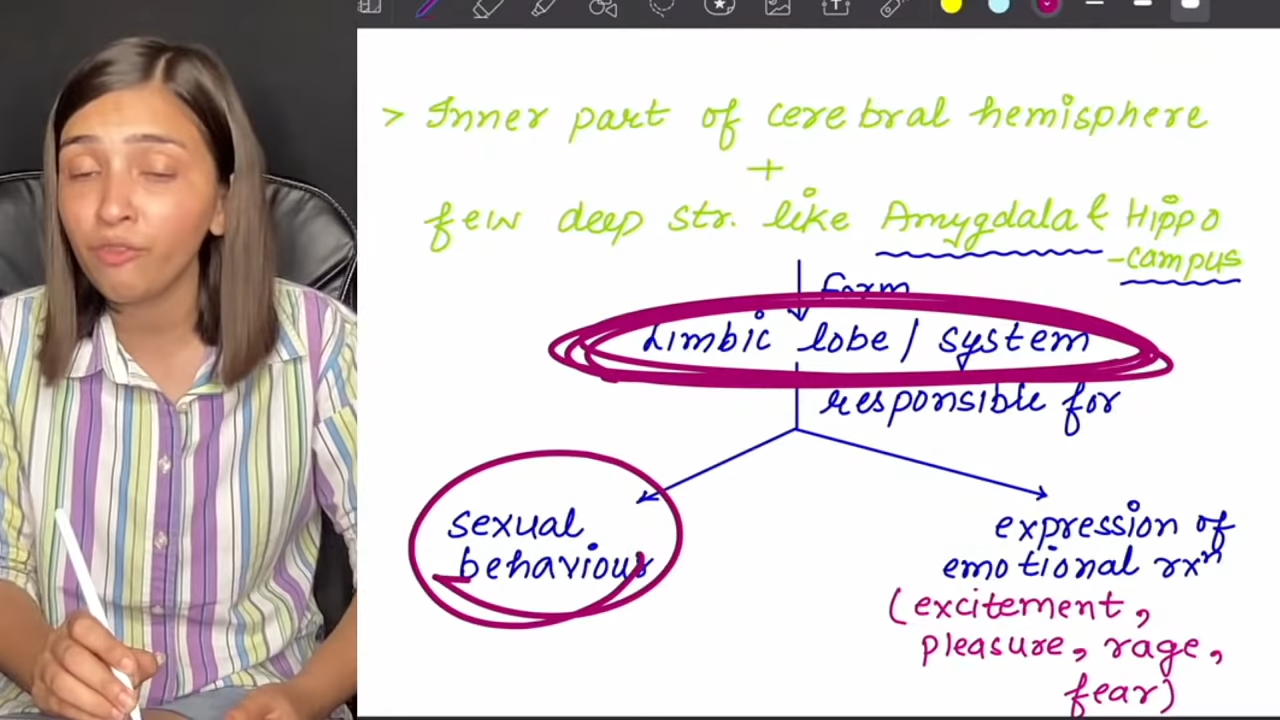 > Inner part of cerebral hemisphere
+
few deep str. like Amygdala & Hippo
-campus
form
Limbic lobe / system
responsible for
sexual
behaviour
expression of
emotional rxⁿ
(excitement,
pleasure, rage,
fear)